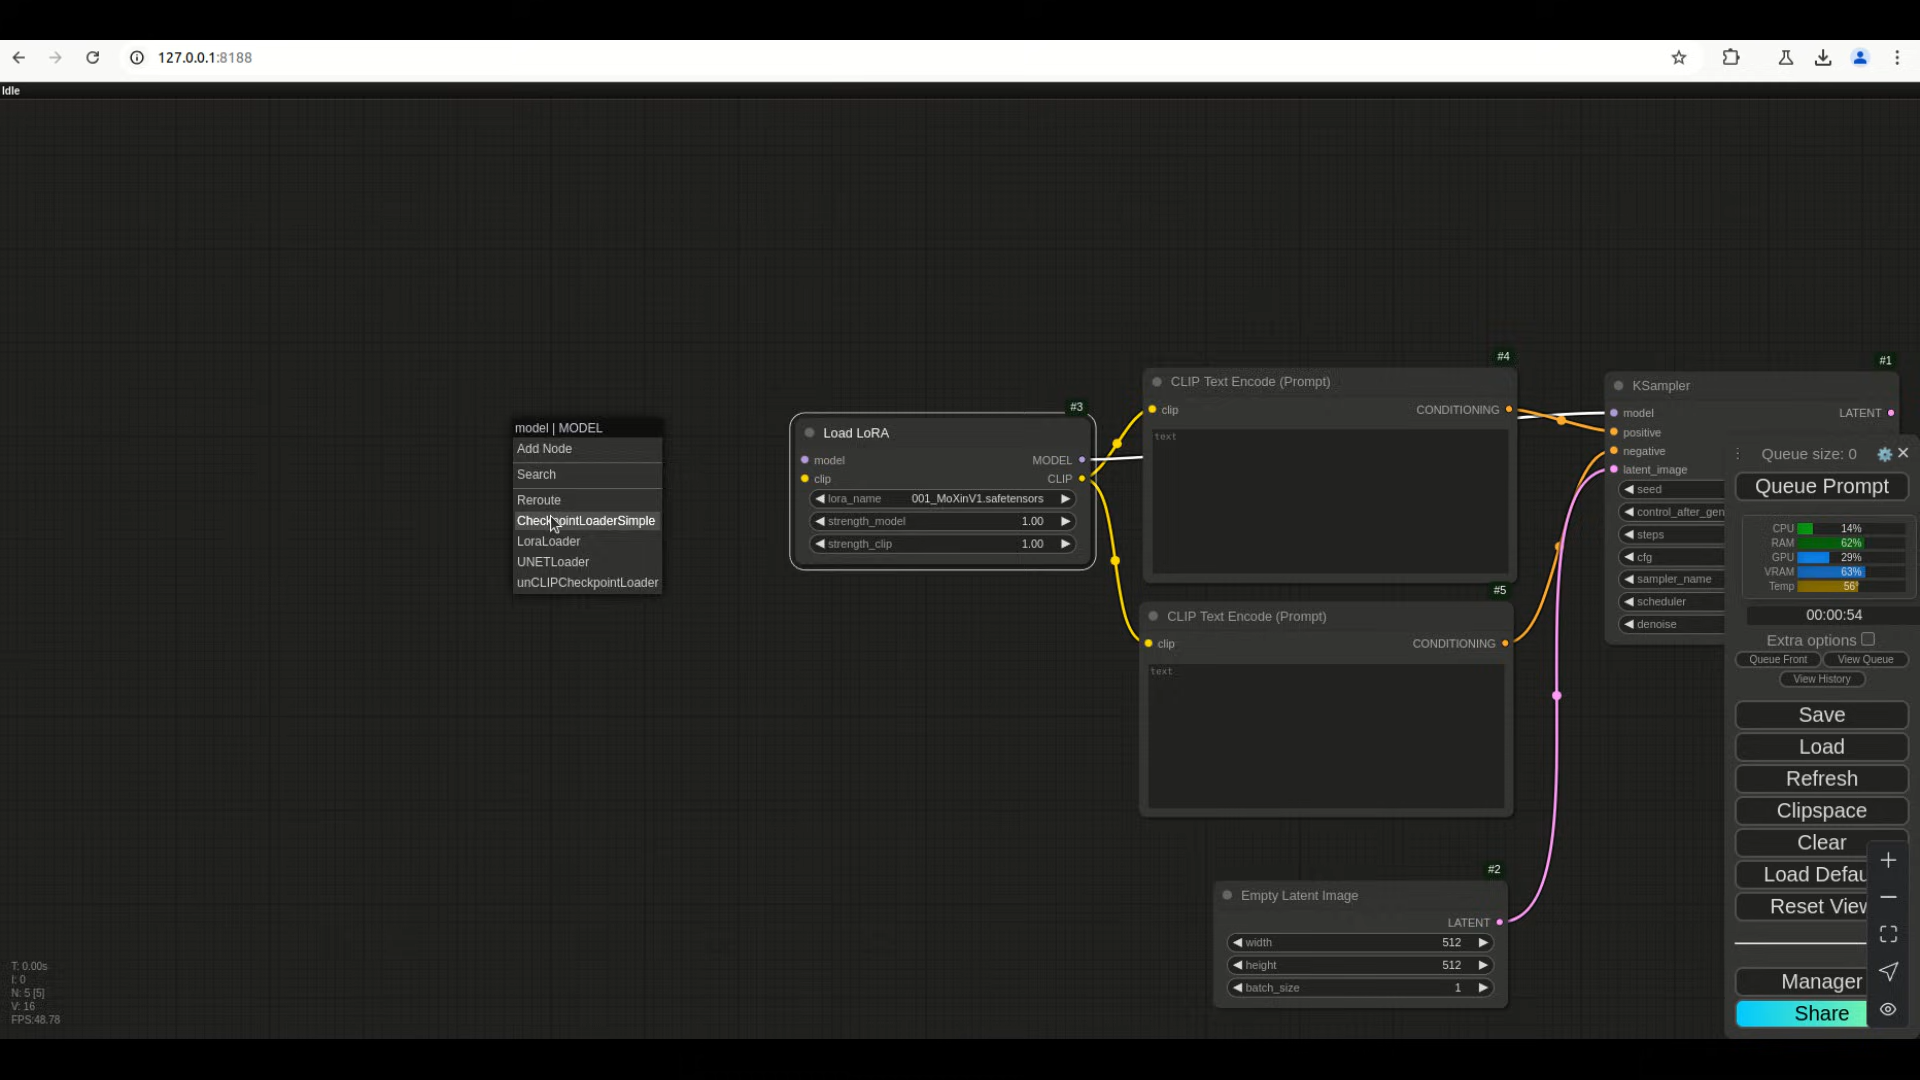 127.0.0.1:8188
Idle
model | MODEL
Add Node
Search
Reroute
CheckpointLoaderSimple
LoraLoader
UNETLoader
unCLIPCheckpointLoader
#3
Load LoRA
model MODEL
clip CLIP
lora_name 001_MoXinV1.safetensors
strength_model 1.00
strength_clip 1.00
#4
CLIP Text Encode (Prompt)
clip CONDITIONING
text
#5
CLIP Text Encode (Prompt)
clip CONDITIONING
text
#2
Empty Latent Image
LATENT
width 512
height 512
batch_size 1
#1
KSampler
model LATENT
positive
negative
latent_image
seed
control_after_gen
steps
cfg
sampler_name
scheduler
denoise
Queue size: 0
Queue Prompt
CPU 14%
RAM 62%
GPU 29%
VRAM 63%
Temp 56°
00:00:54
Extra options
Queue Front View Queue
View History
Save
Load
Refresh
Clipspace
Clear
Load Defau
Reset View
Manager
Share
T: 0.00s
I: 0
N: 5 [5]
V: 16
FPS:48.78